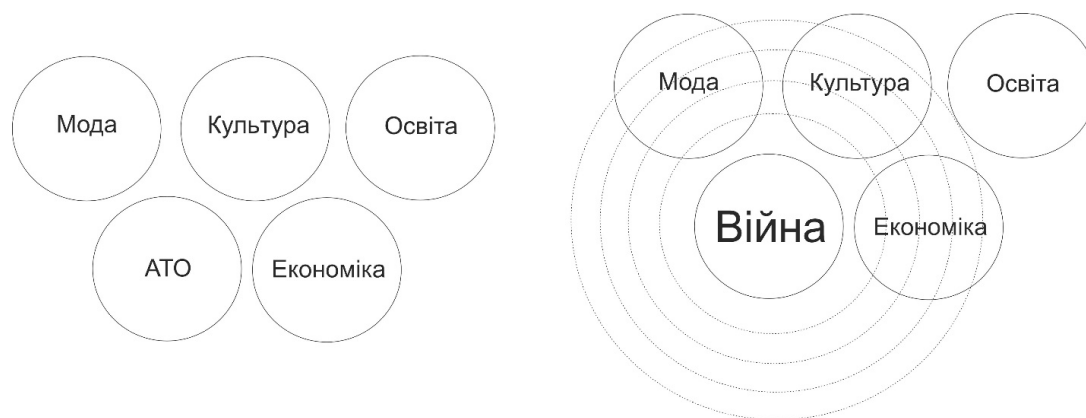 Мода
Культура
Освіта
АТО
Економіка
Мода
Культура
Освіта
Війна
Економіка